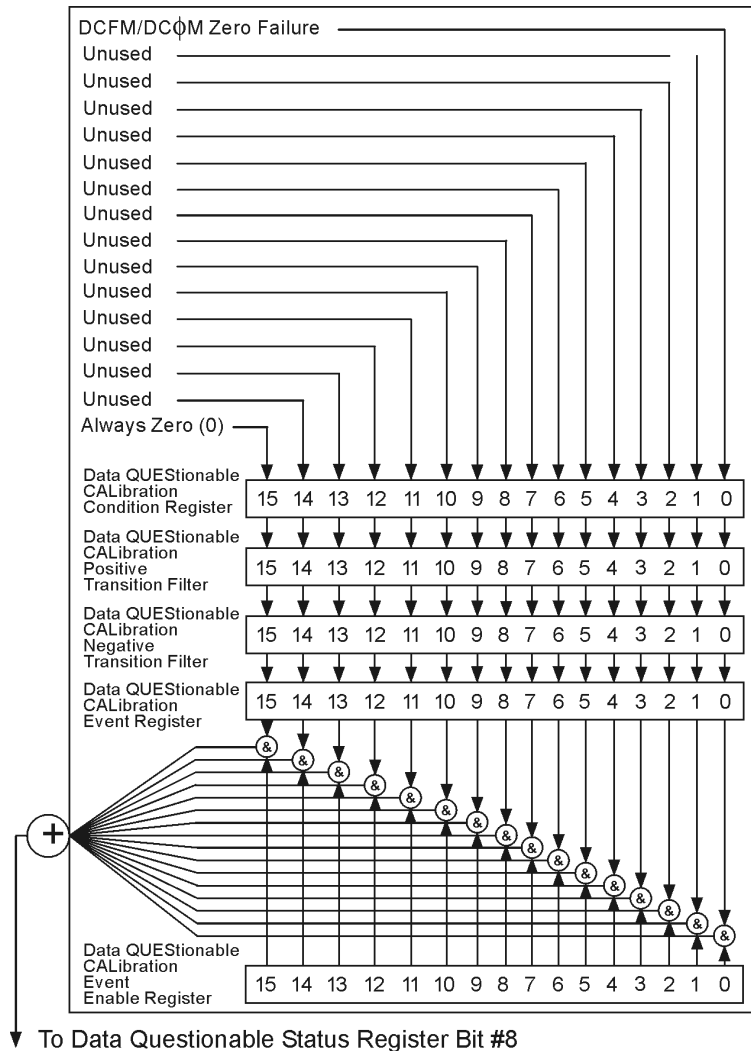 DCFM/DCϕM Zero Failure
Unused
Unused
Unused
Unused
Unused
Unused
Unused
Unused
Unused
Unused
Unused
Unused
Unused
Unused
Always Zero (0)
Data QUEStionable
CALibration
Condition Register
15 14 13 12 11 10 9 8 7 6 5 4 3 2 1 0
Data QUEStionable
CALibration
Positive
Transition Filter
15 14 13 12 11 10 9 8 7 6 5 4 3 2 1 0
Data QUEStionable
CALibration
Negative
Transition Filter
15 14 13 12 11 10 9 8 7 6 5 4 3 2 1 0
Data QUEStionable
CALibration
Event Register
15 14 13 12 11 10 9 8 7 6 5 4 3 2 1 0
& & & & & & & & & & & & & & & &
+
Data QUEStionable
CALibration
Event
Enable Register
15 14 13 12 11 10 9 8 7 6 5 4 3 2 1 0
To Data Questionable Status Register Bit #8